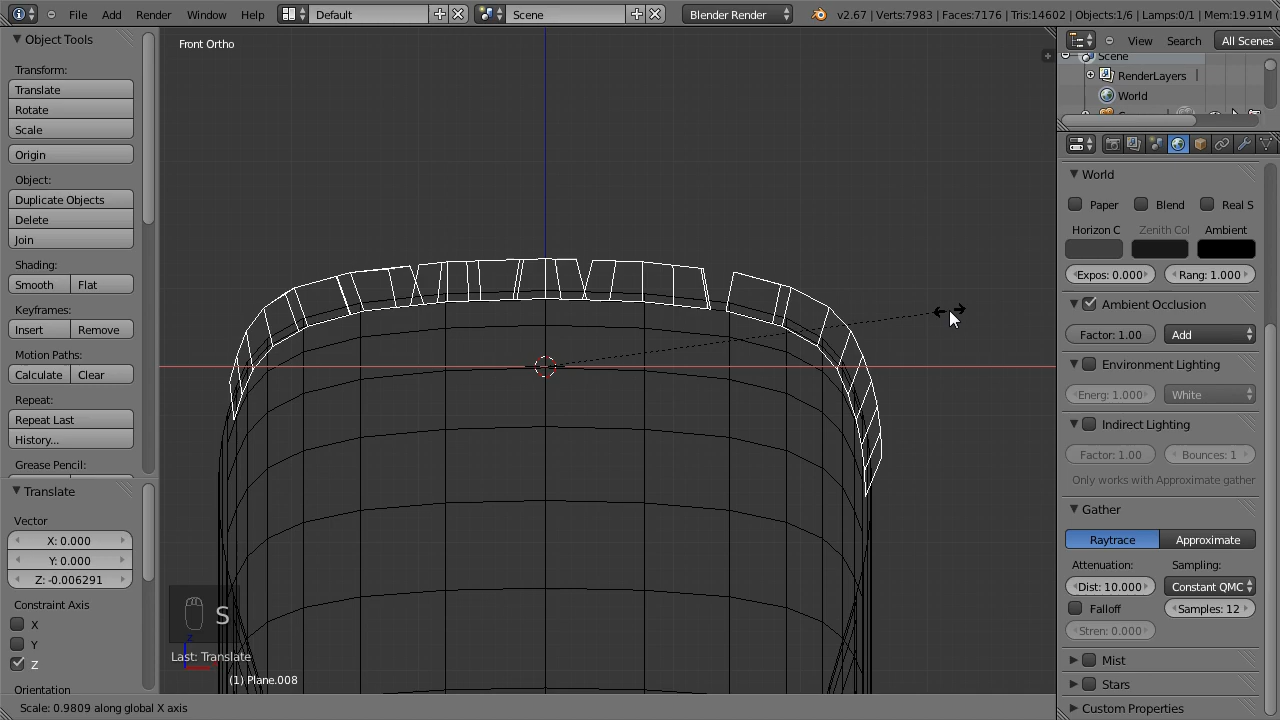 File Add Render Window Help Default Scene Blender Render v2.67 | Verts:7983 | Faces:7176 | Tris:14602 | Objects:1/6 | Lamps:0/1 | Mem:19.91M
Object Tools
Transform:
Translate
Rotate
Scale
Origin
Object:
Duplicate Objects
Delete
Join
Shading:
Smooth Flat
Keyframes:
Insert Remove
Motion Paths:
Calculate Clear
Repeat:
Repeat Last
History...
Grease Pencil:
Translate
Vector
X: 0.000
Y: 0.000
Z: -0.006291
Constraint Axis
X
Y
Z
Orientation
Front Ortho
S
z
Last: Translate
(1) Plane.008
Scale: 0.9809 along global X axis
View Search All Scenes
Scene
RenderLayers
World
World
Paper Blend Real S
Horizon C Zenith Col Ambient
Expos: 0.000 Rang: 1.000
Ambient Occlusion
Factor: 1.00 Add
Environment Lighting
Energ: 1.000 White
Indirect Lighting
Factor: 1.00 Bounces: 1
Only works with Approximate gather
Gather
Raytrace Approximate
Attenuation: Sampling:
Dist: 10.000 Constant QMC
Falloff Samples: 12
Stren: 0.000
Mist
Stars
Custom Properties